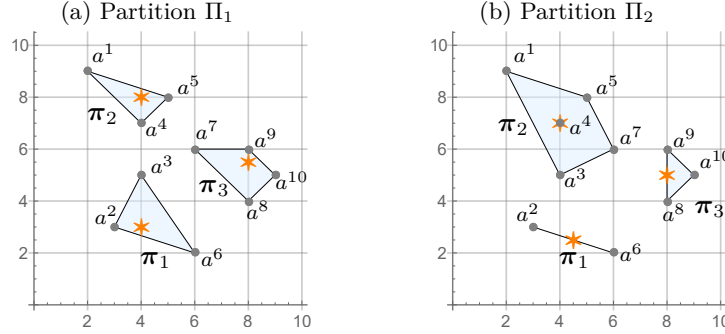 (a) Partition Π₁
10
8
6
4
2
2 4 6 8 10
a¹
a⁵
a⁴
π₂
a³
a²
a⁶
π₁
a⁷
a⁹
a¹⁰
a⁸
π₃
(b) Partition Π₂
10
8
6
4
2
2 4 6 8 10
a¹
a⁵
a⁴
π₂
a⁷
a³
a⁹
a¹⁰
a⁸
π₃
a²
a⁶
π₁